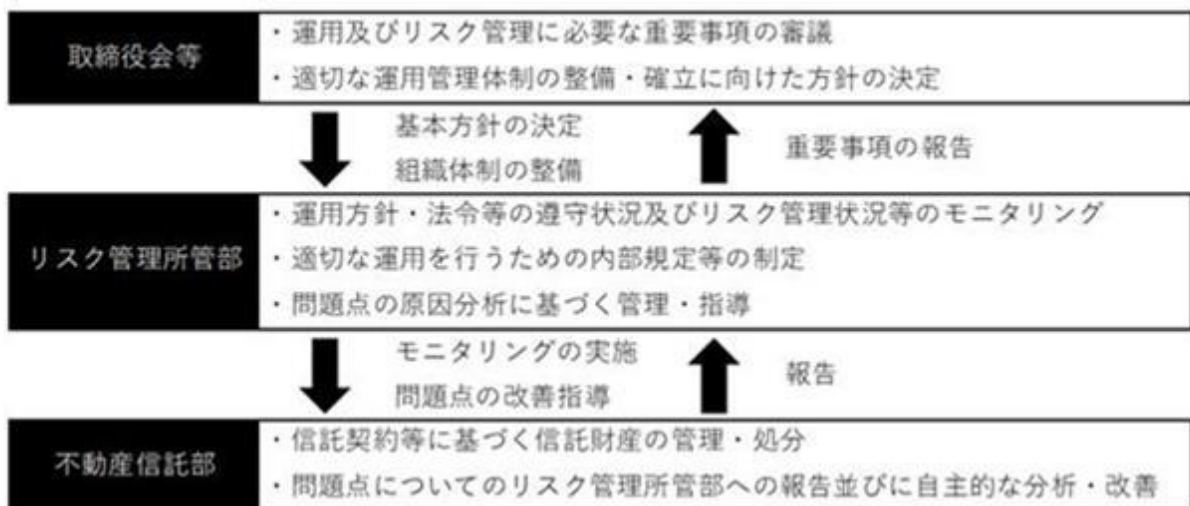 取締役会等
・運用及びリスク管理に必要な重要事項の審議
・適切な運用管理体制の整備・確立に向けた方針の決定
基本方針の決定
組織体制の整備
重要事項の報告
リスク管理所管部
・運用方針・法令等の遵守状況及びリスク管理状況等のモニタリング
・適切な運用を行うための内部規定等の制定
・問題点の原因分析に基づく管理・指導
モニタリングの実施
問題点の改善指導
報告
不動産信託部
・信託契約等に基づく信託財産の管理・処分
・問題点についてのリスク管理所管部への報告並びに自主的な分析・改善